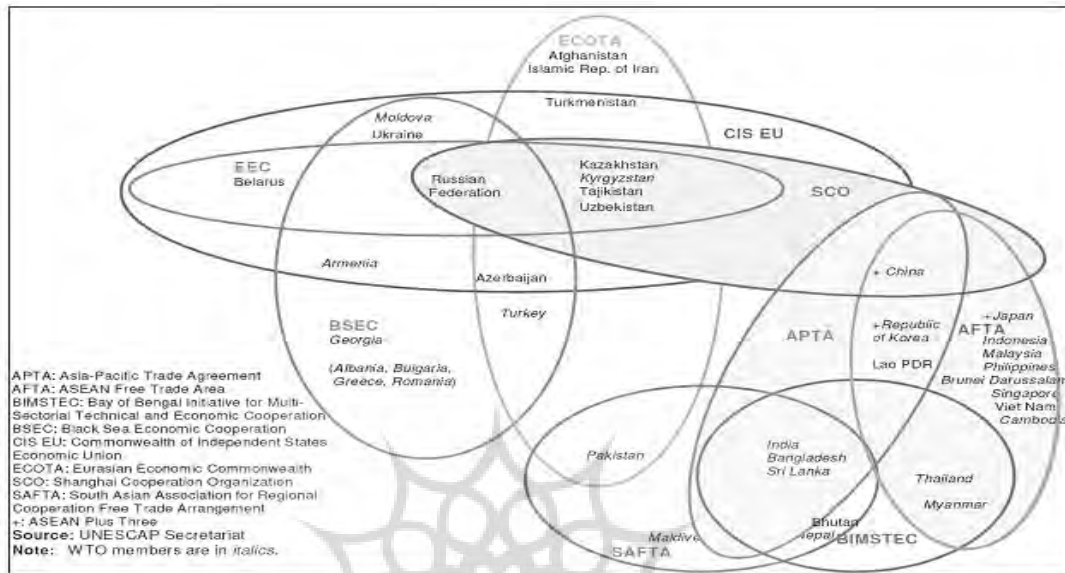 ECOTA
Afghanistan
Islamic Rep. of Iran
Turkmenistan
CIS EU
Moldova
Ukraine
EEC
Belarus
Russian
Federation
Kazakhstan
Kyrgyzstan
Tajikistan
Uzbekistan
SCO
Armenia
Azerbaijan
+ China
Turkey
BSEC
Georgia
(Albania, Bulgaria,
Greece, Romania)
APTA
+Republic
of Korea
Lao PDR
AFTA
+Japan
Indonesia
Malaysia
Philippines
Brunei Darussalam
Singapore
Viet Nam
Cambodia
Pakistan
India
Bangladesh
Sri Lanka
Thailand
Myanmar
Bhutan
Nepal
BIMSTEC
Maldive
SAFTA
APTA: Asia-Pacific Trade Agreement
AFTA: ASEAN Free Trade Area
BIMSTEC: Bay of Bengal Initiative for Multi-
Sectorial Technical and Economic Cooperation
BSEC: Black Sea Economic Cooperation
CIS EU: Commonwealth of Independent States
Economic Union
ECOTA: Eurasian Economic Commonwealth
SCO: Shanghai Cooperation Organization
SAFTA: South Asian Association for Regional
Cooperation Free Trade Arrangement
+: ASEAN Plus Three
Source: UNESCAP Secretariat
Note: WTO members are in italics.